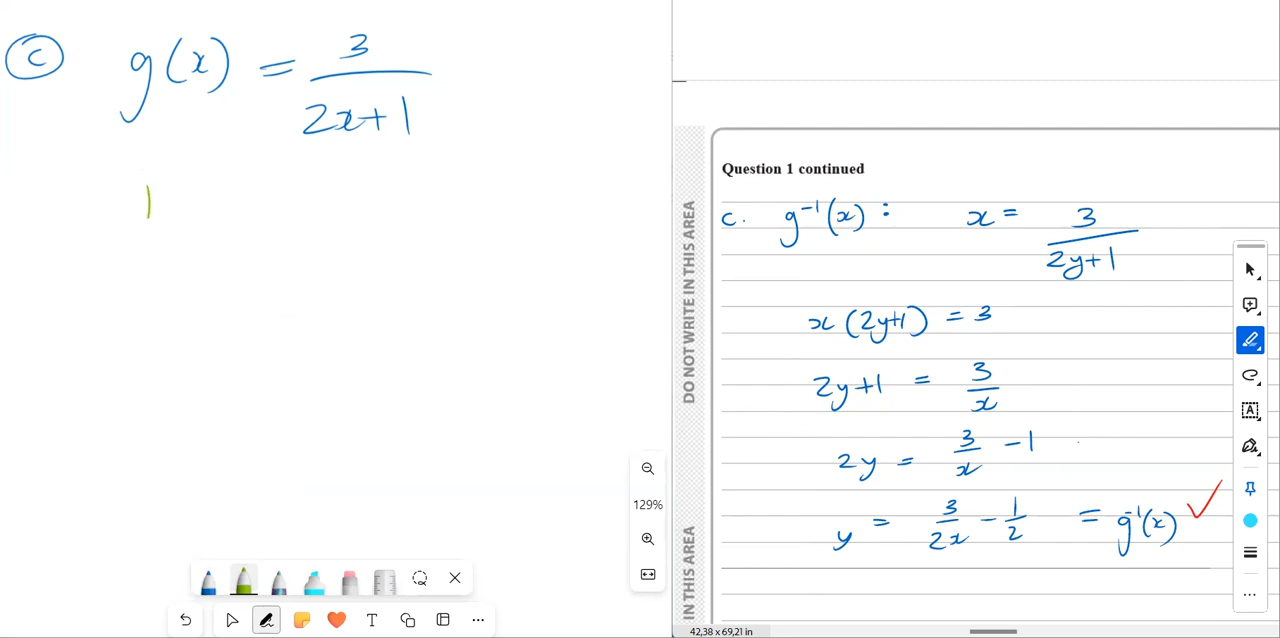 c g(x) = 3/(2x+1)
Question 1 continued
c. g⁻¹(x) : x = 3/(2y+1)
x(2y+1) = 3
2y+1 = 3/x
2y = 3/x - 1
y = 3/2x - 1/2 = g⁻¹(x) ✓
DO NOT WRITE IN THIS AREA
IN THIS AREA
129%
T
A
42,38 x 69,21 in